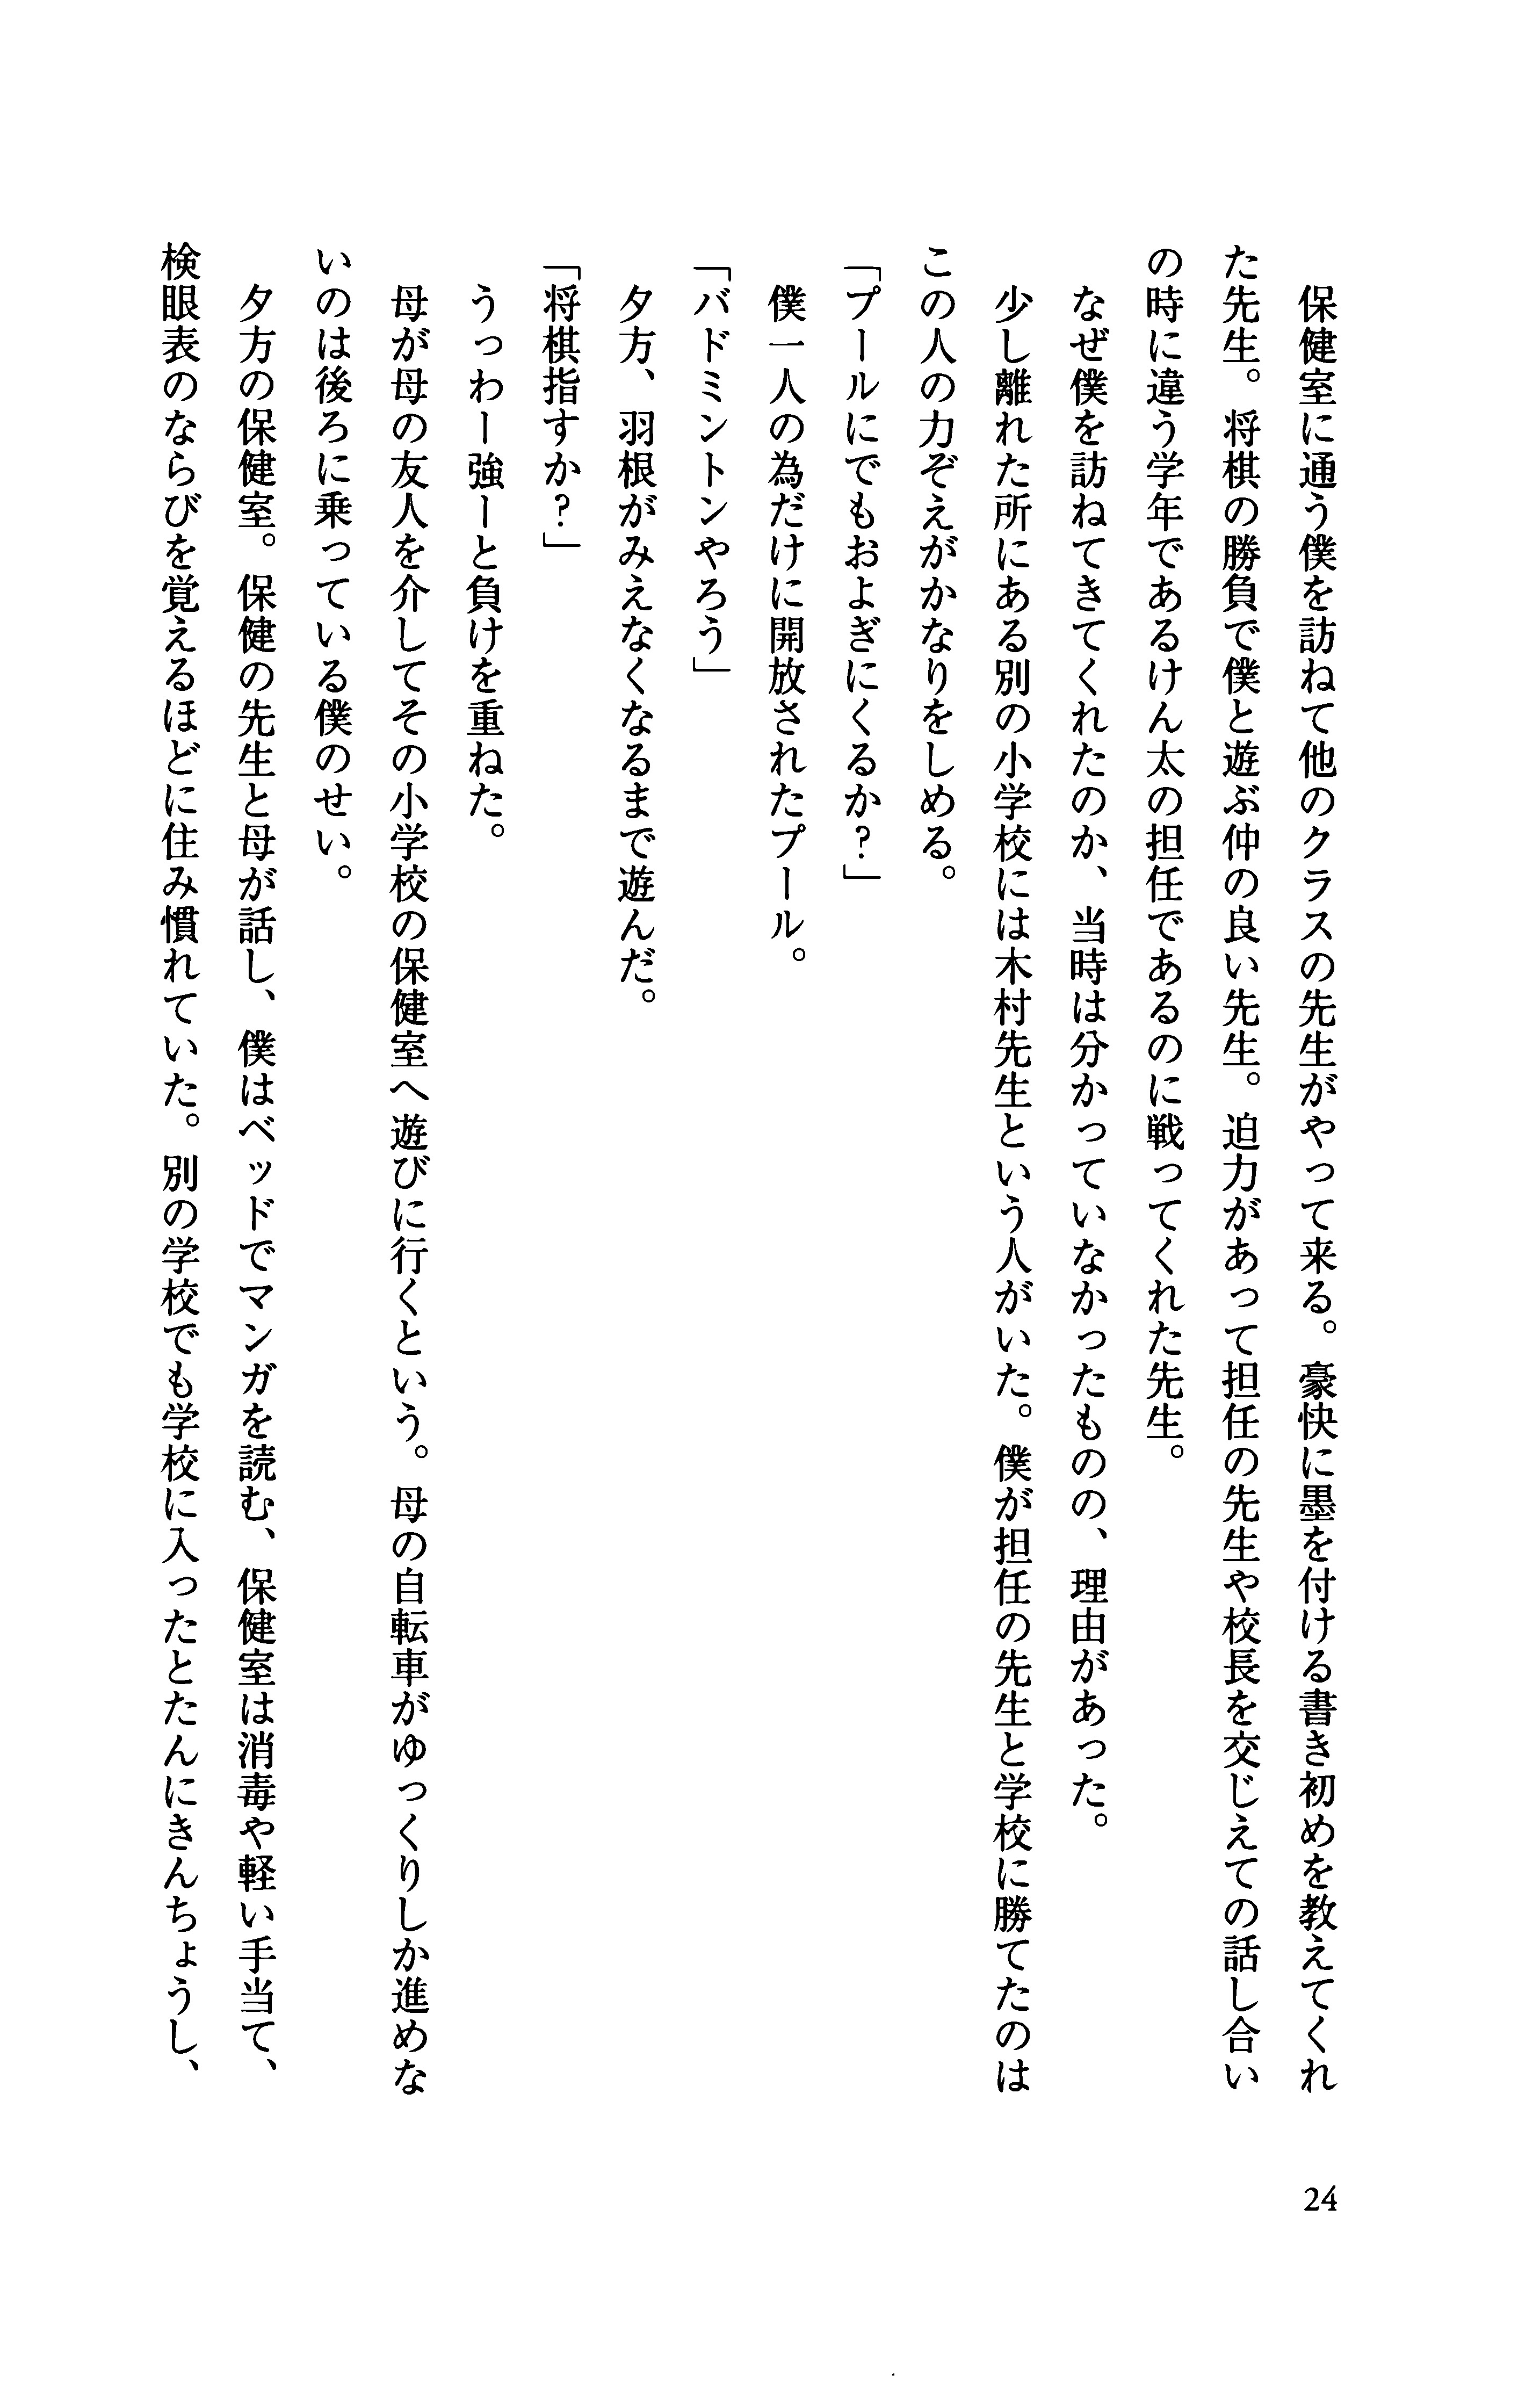 保健室に通う僕を訪ねて他のクラスの先生がやって来る。豪快に墨を付ける書き初めを教えてくれ
た先生。将棋の勝負で僕と遊ぶ仲の良い先生。迫力があって担任の先生や校長を交じえての話し合い
の時に違う学年であるけん太の担任であるのに戦ってくれた先生。
　なぜ僕を訪ねてきてくれたのか、当時は分かっていなかったものの、理由があった。
　少し離れた所にある別の小学校には木村先生という人がいた。僕が担任の先生と学校に勝てたのは
この人の力ぞえがかなりをしめる。
「プールにでもおよぎにくるか？」
　僕一人の為だけに開放されたプール。
「バドミントンやろう」
　夕方、羽根がみえなくなるまで遊んだ。
「将棋指すか？」
　うっわー強ーと負けを重ねた。
　母が母の友人を介してその小学校の保健室へ遊びに行くという。母の自転車がゆっくりしか進めな
いのは後ろに乗っている僕のせい。
　夕方の保健室。保健の先生と母が話し、僕はベッドでマンガを読む、保健室は消毒や軽い手当て、
検眼表のならびを覚えるほどに住み慣れていた。別の学校でも学校に入ったとたんにきんちょうし、
24